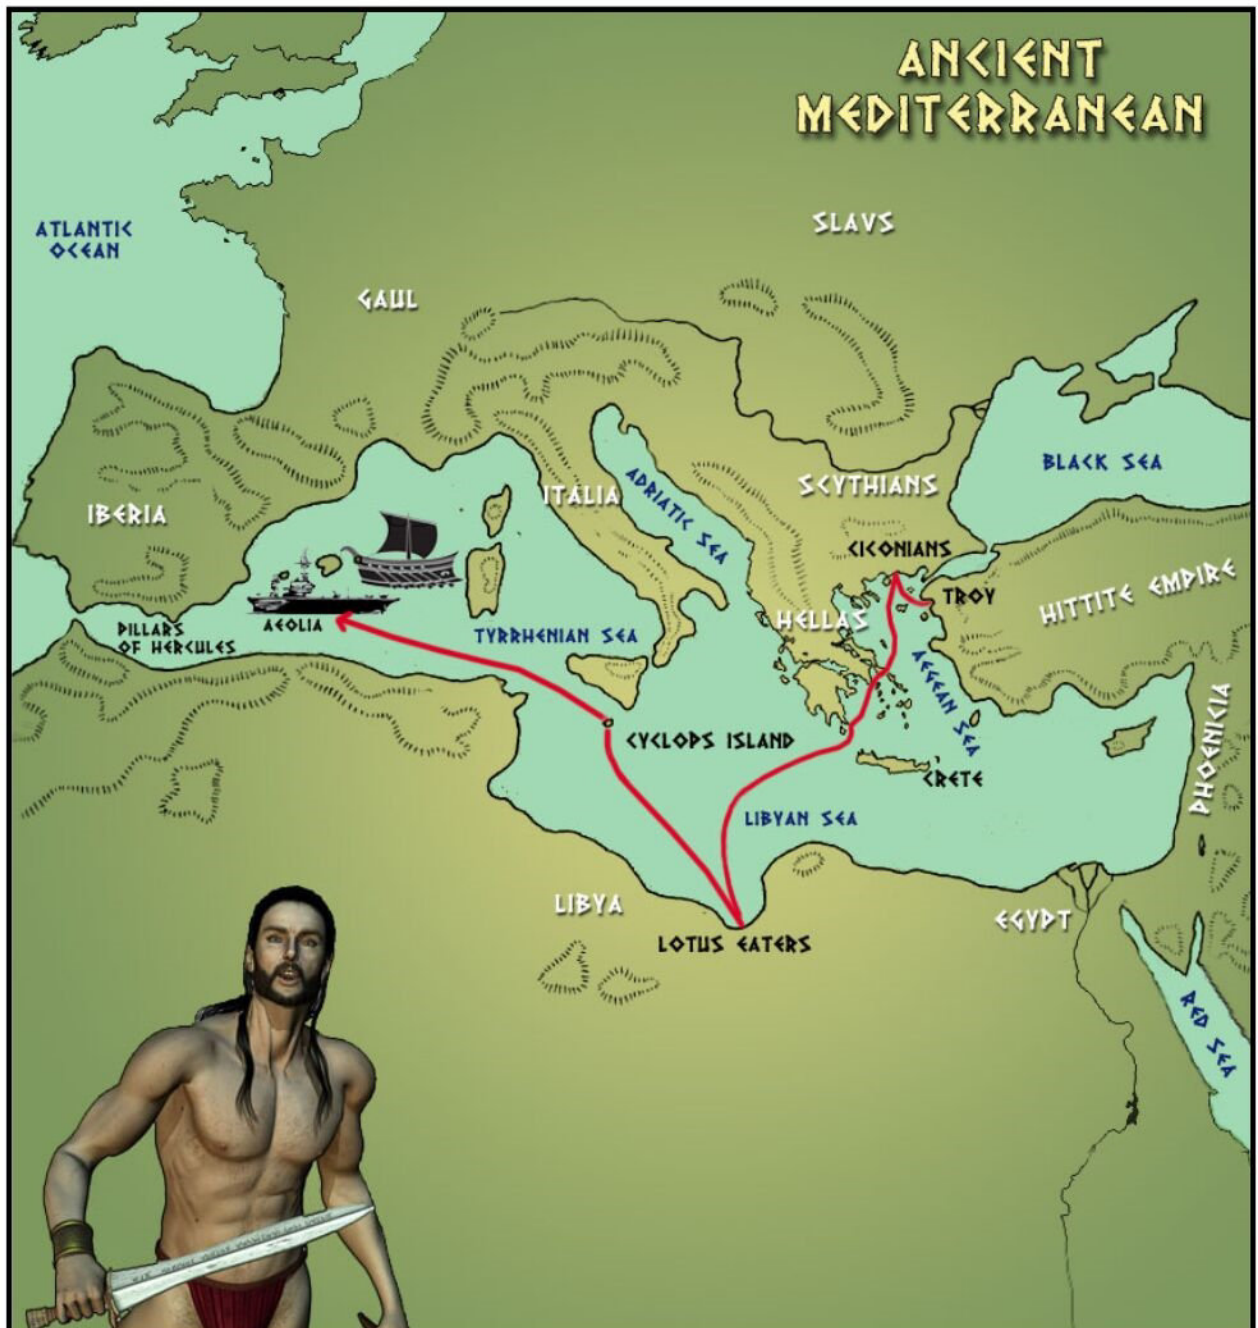 ANCIENT
MEDITERRANEAN
ATLANTIC
OCEAN
SLAVS
GAUL
BLACK SEA
ADRIATIC SEA
SCYTHIANS
ITALIA
IBERIA
CICONIANS
TROY
HITTITE EMPIRE
HELLAS
PILLARS
OF HERCULES
AEOLIA
TYRRHENIAN SEA
AEGEAN SEA
CYCLOPS ISLAND
CRETE
PHOENICIA
LIBYAN SEA
LIBYA
EGYPT
LOTUS EATERS
RED SEA